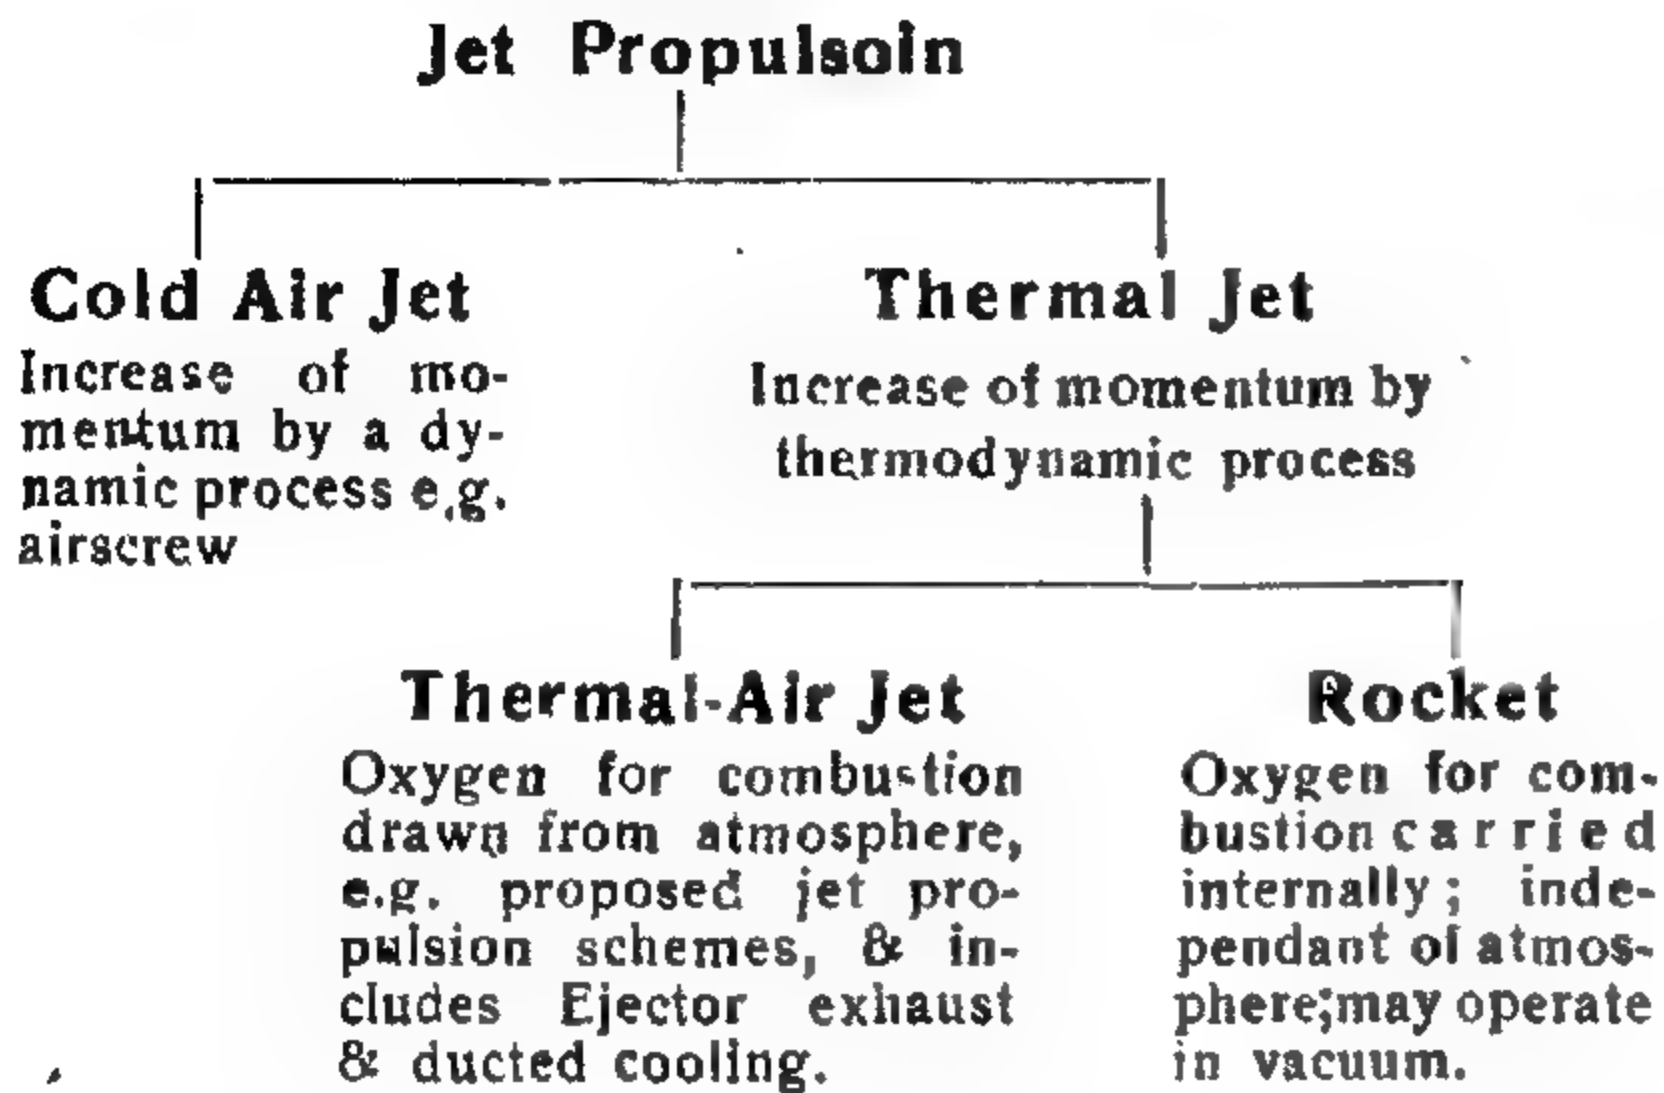 Jet Propulsoin
Cold Air Jet
Increase of mo-
mentum by a dy-
namic process e.g.
airscrew
Thermal Jet
Increase of momentum by
thermodynamic process
Thermal-Air Jet
Oxygen for combustion
drawn from atmosphere,
e.g. proposed jet pro-
pulsion schemes, & in-
cludes Ejector exhaust
& ducted cooling.
Rocket
Oxygen for com-
bustion carried
internally; inde-
pendant of atmos-
phere;may operate
in vacuum.